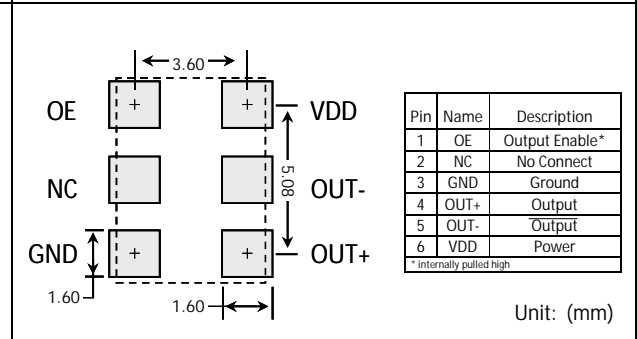 3.60
OE
VDD
NC
5.08
OUT-
GND
OUT+
1.60
1.60
Pin Name Description
1 OE Output Enable*
2 NC No Connect
3 GND Ground
4 OUT+ Output
5 OUT- Output
6 VDD Power
* internally pulled high
Unit: (mm)